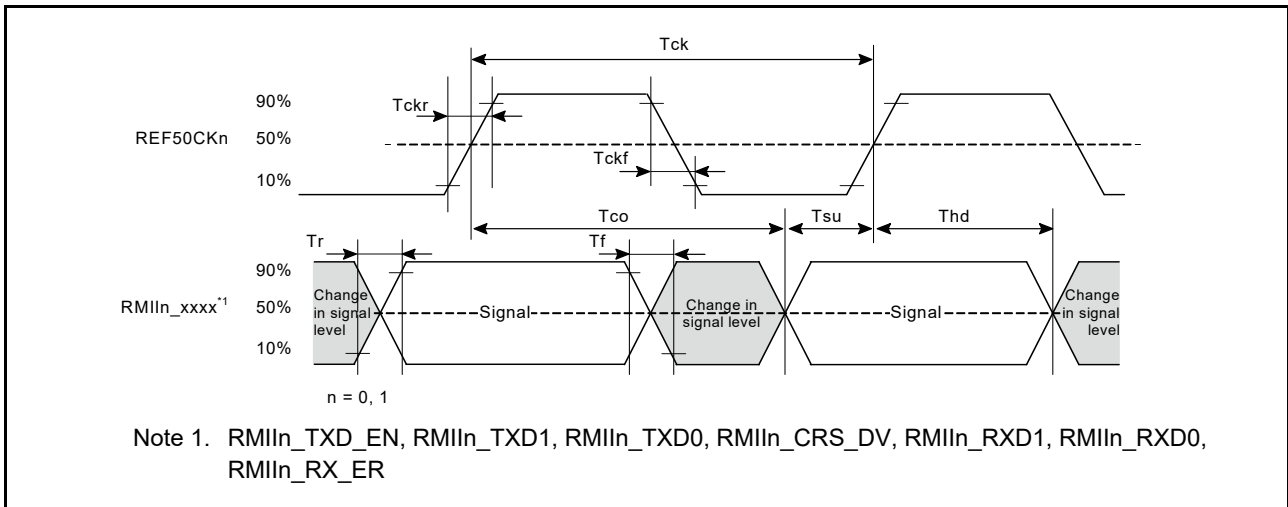 Tck
90%
Tckr
REF50CKn
50%
Tckf
10%
Tco
Tsu
Thd
Tr
Tf
90%
RMIIn_xxxx*1
50%
10%
Change
in signal
level
Signal
Change in
signal level
Signal
Change
in signal
level
n = 0, 1
Note 1. RMIIn_TXD_EN, RMIIn_TXD1, RMIIn_TXD0, RMIIn_CRS_DV, RMIIn_RXD1, RMIIn_RXD0,
RMIIn_RX_ER